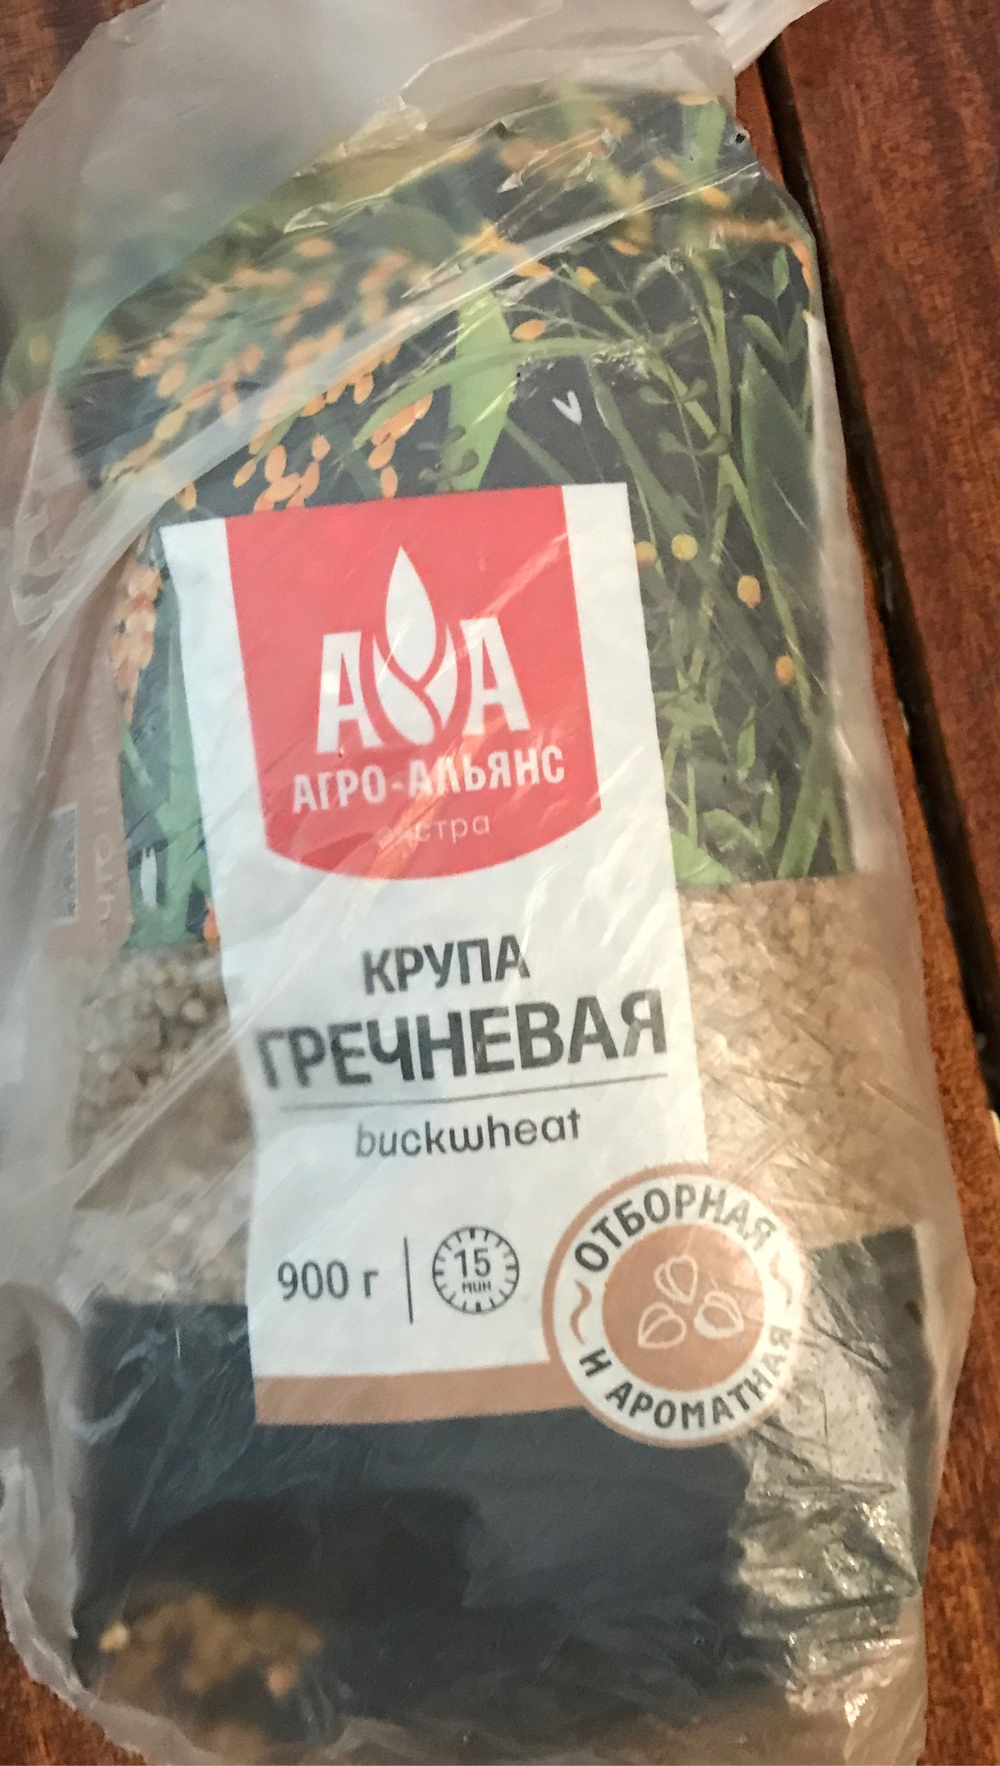 АА
АГРО-АЛЬЯНС
экстра
КРУПА
ГРЕЧНЕВАЯ
buckwheat
900 г
15
мин
ОТБОРНАЯ
И АРОМАТНАЯ